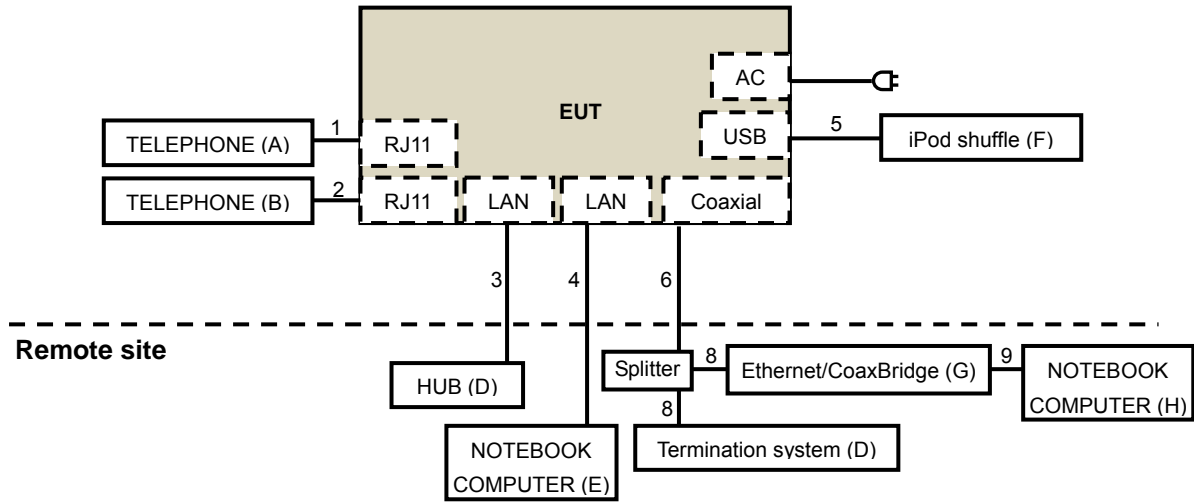 AC
EUT
1
5
TELEPHONE (A)
RJ11
USB
iPod shuffle (F)
2
TELEPHONE (B)
RJ11
LAN
LAN
Coaxial
3
4
6
Remote site
Splitter
8
Ethernet/CoaxBridge (G)
9
NOTEBOOK
COMPUTER (H)
HUB (D)
8
NOTEBOOK
COMPUTER (E)
Termination system (D)